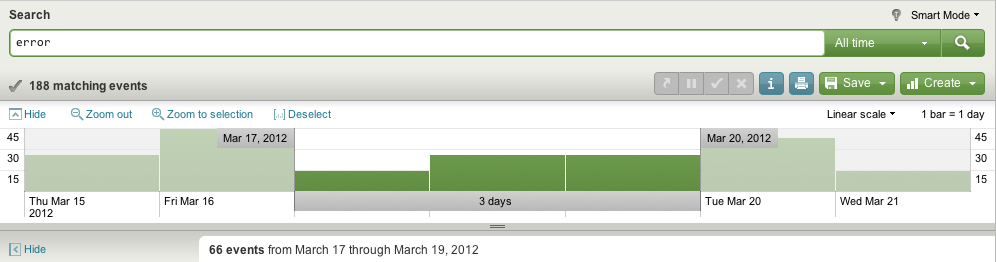 Search
Smart Mode
error
All time
188 matching events
i
Save
Create
Hide
Zoom out
Zoom to selection
Deselect
Linear scale
1 bar = 1 day
45
Mar 17, 2012
Mar 20, 2012
45
30
30
15
15
Thu Mar 15
2012
Fri Mar 16
3 days
Tue Mar 20
Wed Mar 21
Hide
66 events from March 17 through March 19, 2012